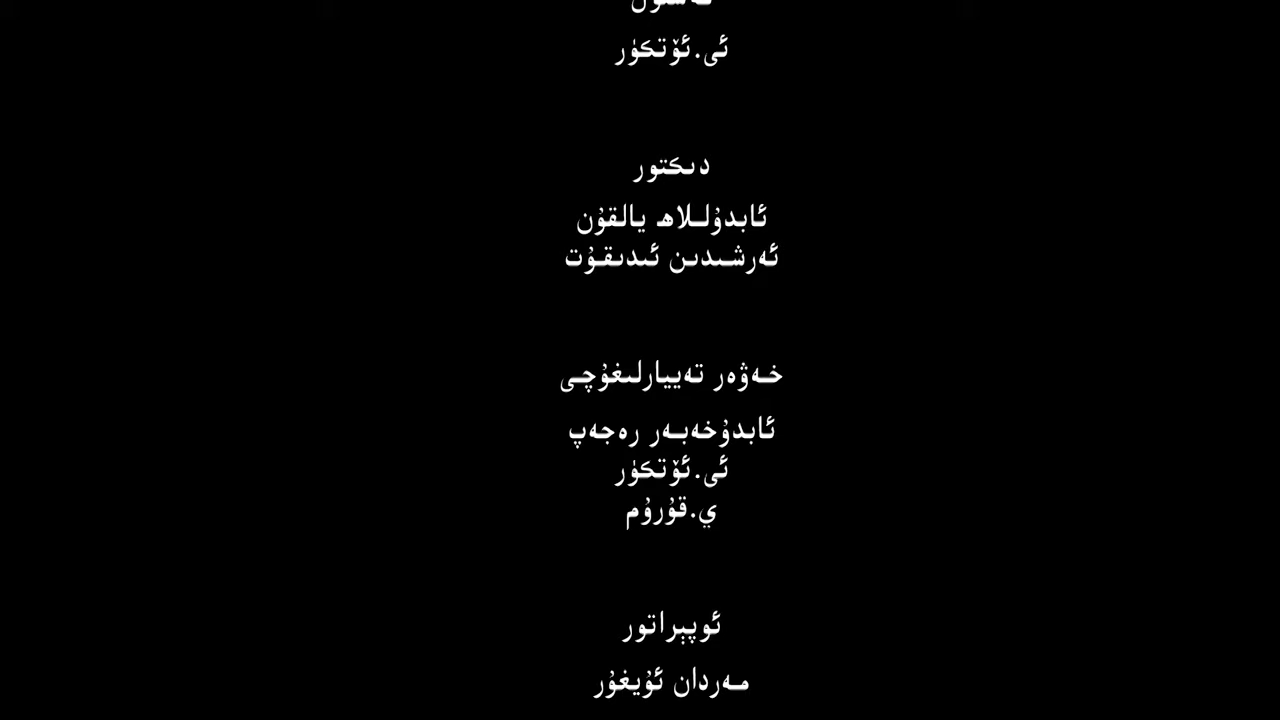 ئى.ئۆتكۈر
دىكتور
ئابدۇللاھ يالقۇن
ئەرشىدىن ئىدىقۇت
خەۋەر تەييارلىغۇچى
ئابدۇخەبەر رەجەپ
ئى.ئۆتكۈر
ي.قۇرۇم
ئوپېراتور
مەردان ئۇيغۇر